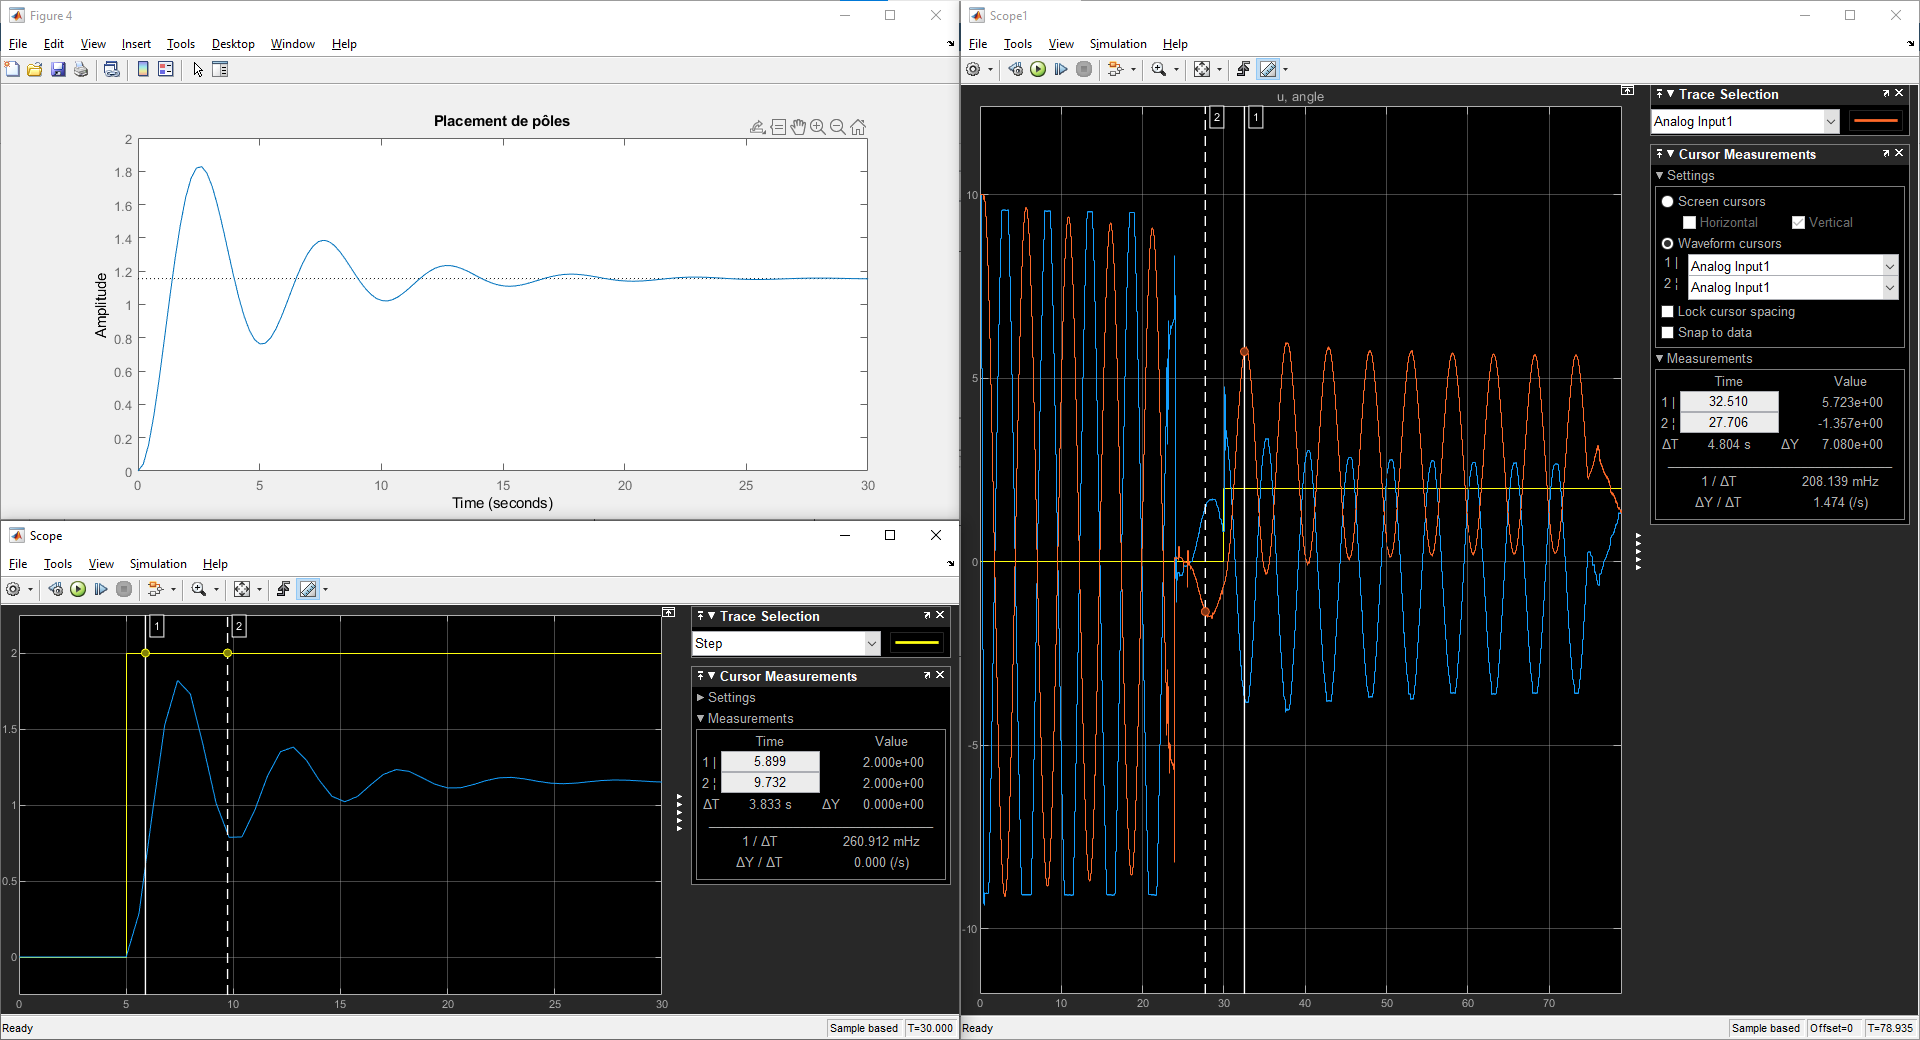 Figure 4
File Edit View Insert Tools Desktop Window Help
Placement de pôles
Amplitude
2
1.8
1.6
1.4
1.2
1
0.8
0.6
0.4
0.2
0
0 5 10 15 20 25 30
Time (seconds)
Scope
File Tools View Simulation Help
1 2
2
1.5
1
0.5
0
0 5 10 15 20 25 30
Trace Selection
Step
Cursor Measurements
Settings
Measurements
Time Value
1 | 5.899 2.000e+00
2 ¦ 9.732 2.000e+00
ΔT 3.833 s ΔY 0.000e+00
1 / ΔT 260.912 mHz
ΔY / ΔT 0.000 (/s)
Ready Sample based T=30.000
Scope1
File Tools View Simulation Help
u, angle
2 1
10
5
0
-5
-10
0 10 20 30 40 50 60 70
Trace Selection
Analog Input1
Cursor Measurements
Settings
Screen cursors
Horizontal Vertical
Waveform cursors
1 | Analog Input1
2 ¦ Analog Input1
Lock cursor spacing
Snap to data
Measurements
Time Value
1 | 32.510 5.723e+00
2 ¦ 27.706 -1.357e+00
ΔT 4.804 s ΔY 7.080e+00
1 / ΔT 208.139 mHz
ΔY / ΔT 1.474 (/s)
Ready Sample based Offset=0 T=78.935